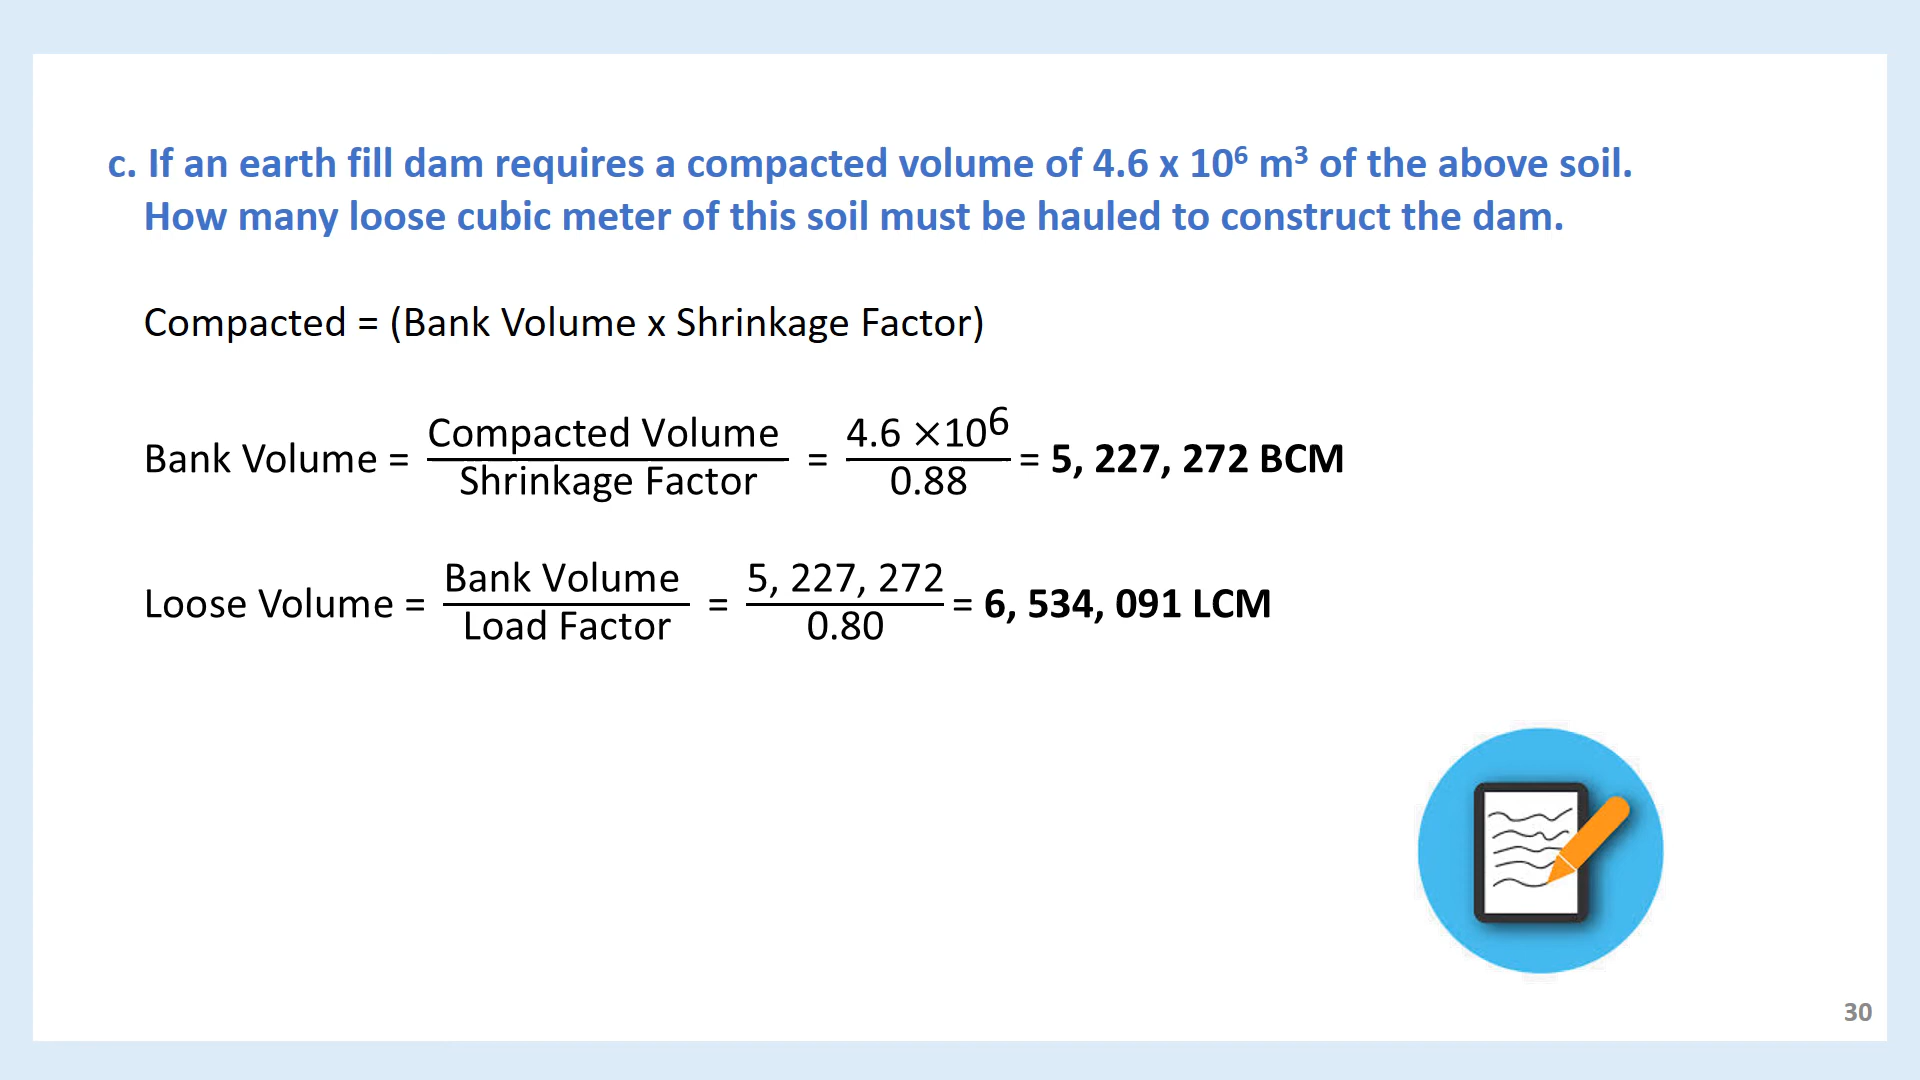 c. If an earth fill dam requires a compacted volume of 4.6 x 10⁶ m³ of the above soil.
How many loose cubic meter of this soil must be hauled to construct the dam.
Compacted = (Bank Volume x Shrinkage Factor)
Bank Volume = Compacted Volume / Shrinkage Factor = 4.6 ×10⁶ / 0.88 = 5, 227, 272 BCM
Loose Volume = Bank Volume / Load Factor = 5, 227, 272 / 0.80 = 6, 534, 091 LCM
30